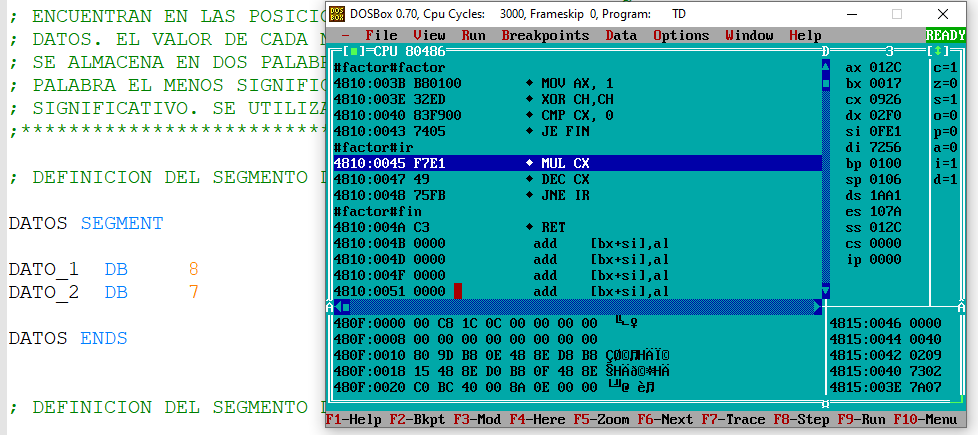 ; ENCUENTRAN EN LAS POSICIO
; DATOS. EL VALOR DE CADA
; SE ALMACENA EN DOS PALABR
; PALABRA EL MENOS SIGNIFIC
; SIGNIFICATIVO. SE UTILIZA
;*****************************
; DEFINICION DEL SEGMENTO
DATOS SEGMENT
DATO_1 DB 8
DATO_2 DB 7
DATOS ENDS
; DEFINICION DEL SEGMENTO
DOSBox 0.70, Cpu Cycles: 3000, Frameskip 0, Program: TD
File View Run Breakpoints Data Options Window Help READY
CPU 80486 3
#factor#factor
4810:003B B80100 MOV AX, 1
4810:003E 32ED XOR CH,CH
4810:0040 83F900 CMP CX, 0
4810:0043 7405 JE FIN
#factor#ir
4810:0045 F7E1 MUL CX
4810:0047 49 DEC CX
4810:0048 75FB JNE IR
#factor#fin
4810:004A C3 RET
4810:004B 0000 add [bx+si],al
4810:004D 0000 add [bx+si],al
4810:004F 0000 add [bx+si],al
4810:0051 0000 add [bx+si],al
ax 012C c=1
bx 0017 z=0
cx 0926 s=1
dx 02F0 o=0
si 0FE1 p=0
di 7256 a=0
bp 0100 i=1
sp 0106 d=1
ds 1AA1
es 107A
ss 012C
cs 0000
ip 0000
480F:0000 00 C8 1C 0C 00 00 00 00
480F:0008 00 00 00 00 00 00 00 00
480F:0010 80 9D B8 0E 48 8E D8 B8
480F:0018 15 48 8E D0 B8 0F 48 8E
480F:0020 C0 BC 40 00 8A 0E 00 00
4815:0046 0000
4815:0044 0040
4815:0042 0209
4815:0040 7302
4815:003E 7A07
F1-Help F2-Bkpt F3-Mod F4-Here F5-Zoom F6-Next F7-Trace F8-Step F9-Run F10-Menu